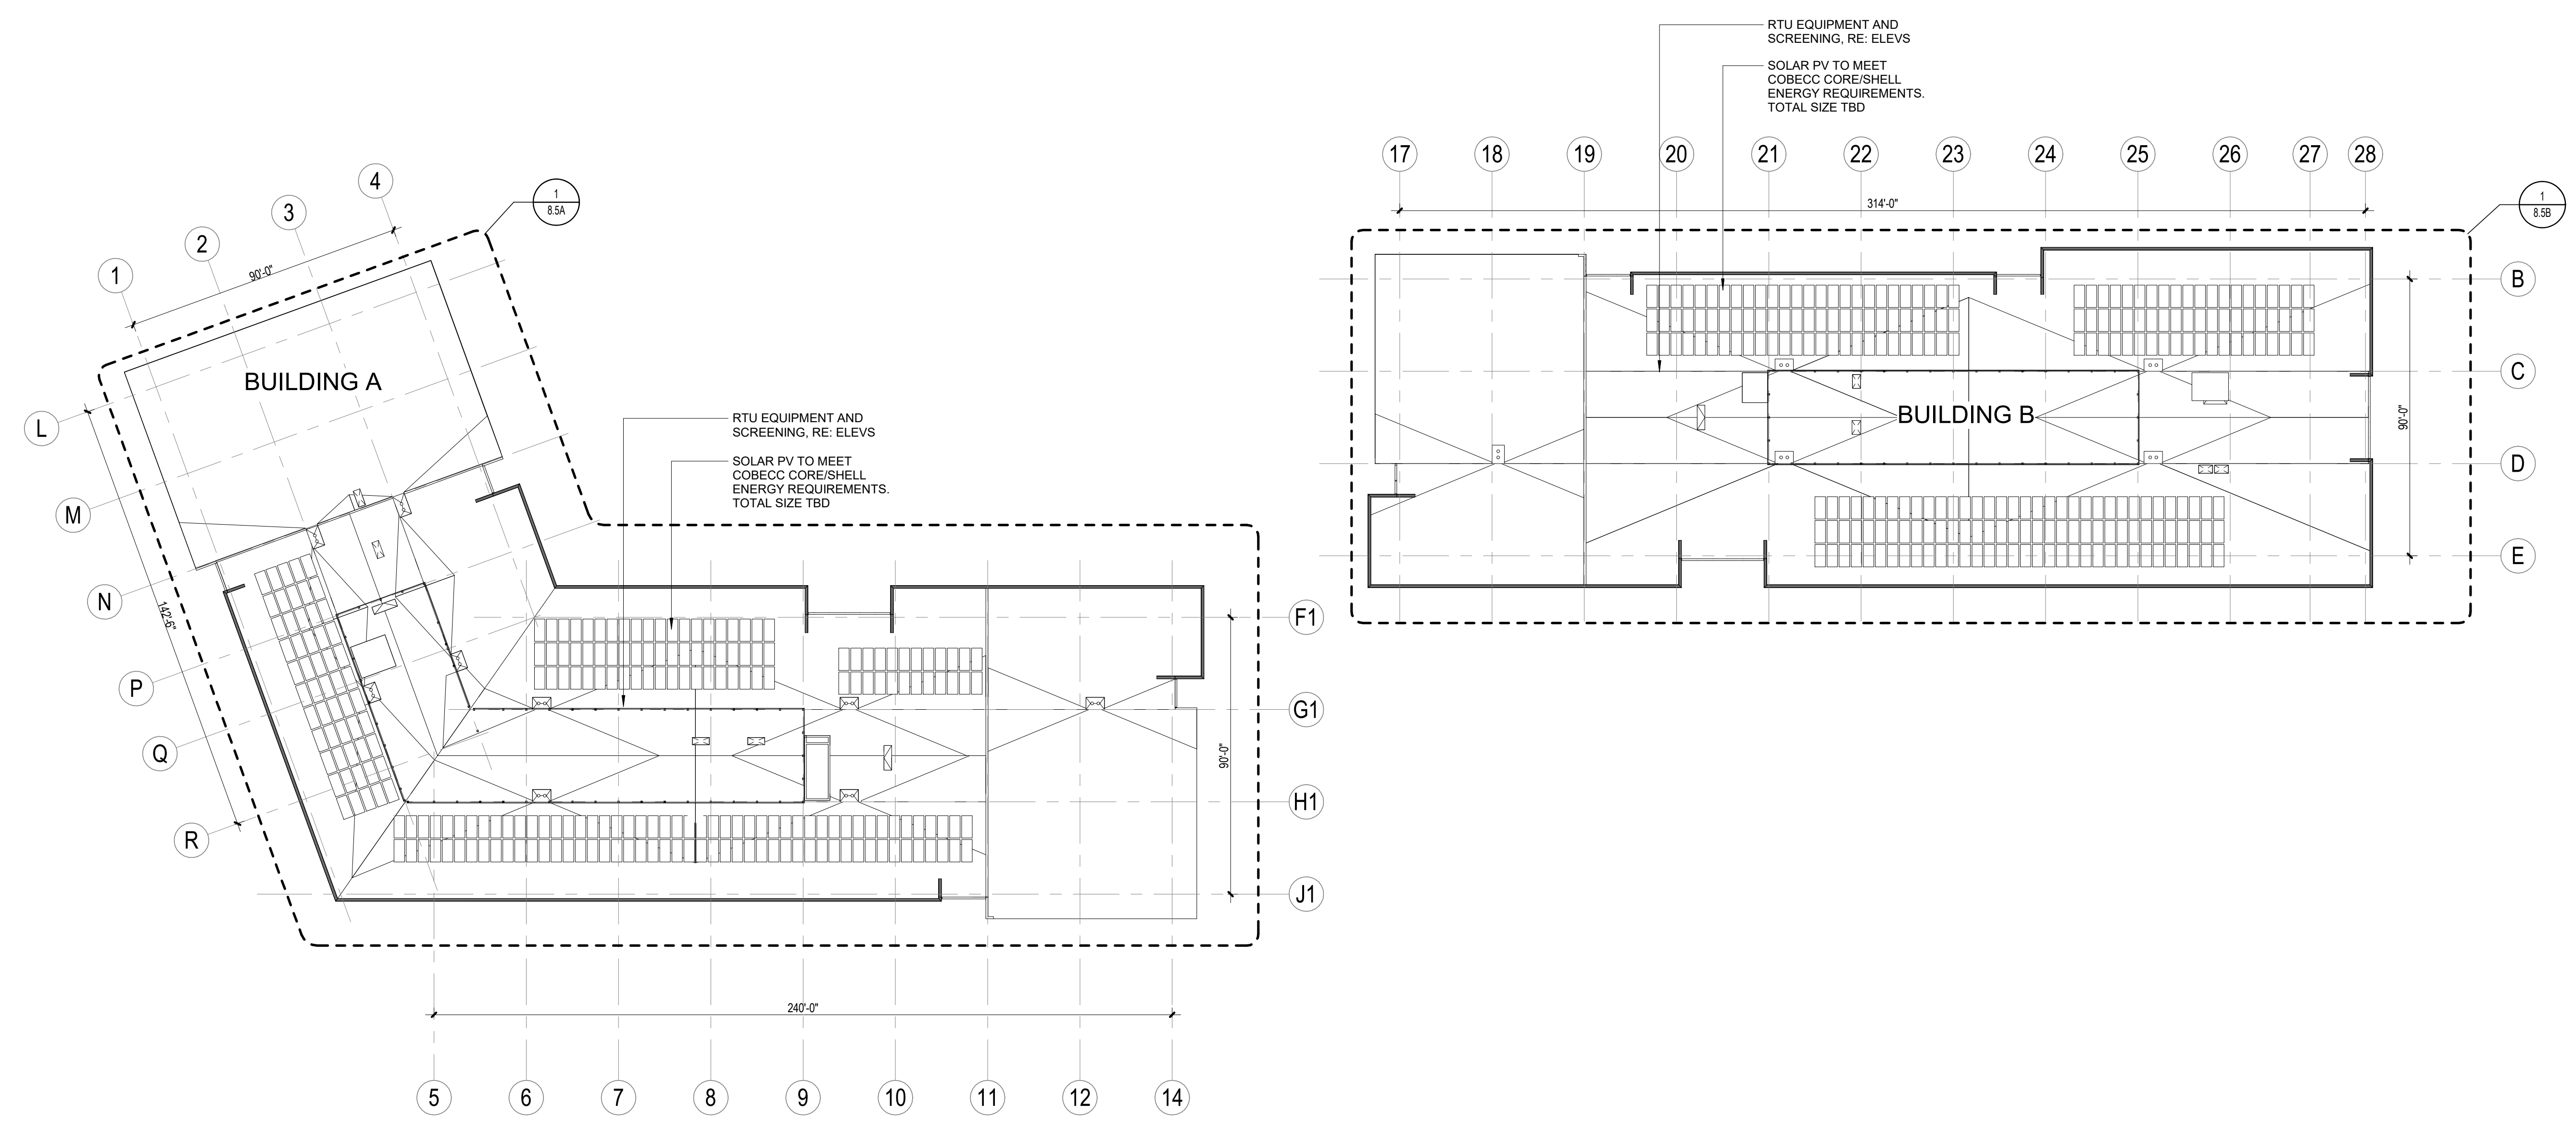 RTU EQUIPMENT AND
SCREENING, RE: ELEVS
SOLAR PV TO MEET
COBECC CORE/SHELL
ENERGY REQUIREMENTS.
TOTAL SIZE TBD
17 18 19 20 21 22 23 24 25 26 27 28
314'-0"
1
8.5B
B
C
D
E
90'-0"
BUILDING B
1
2
3
4
90'-0"
1
8.5A
BUILDING A
L
M
N
P
Q
R
142'-6"
RTU EQUIPMENT AND
SCREENING, RE: ELEVS
SOLAR PV TO MEET
COBECC CORE/SHELL
ENERGY REQUIREMENTS.
TOTAL SIZE TBD
F1
G1
H1
J1
90'-0"
240'-0"
5 6 7 8 9 10 11 12 14